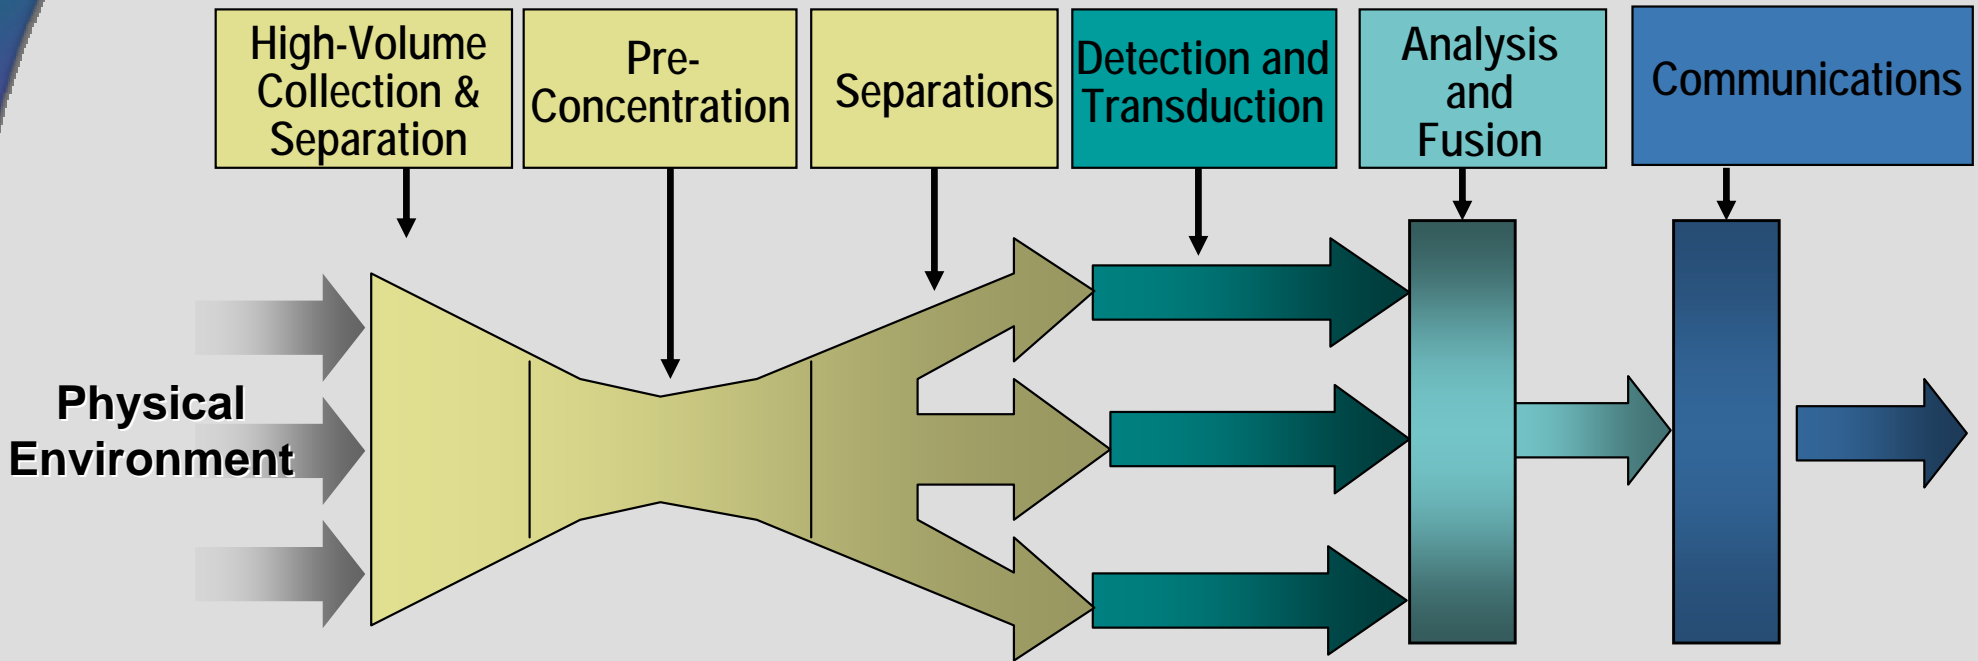 High-Volume
Collection &
Separation
Pre-
Concentration
Separations
Detection and
Transduction
Analysis
and
Fusion
Communications
Physical
Environment